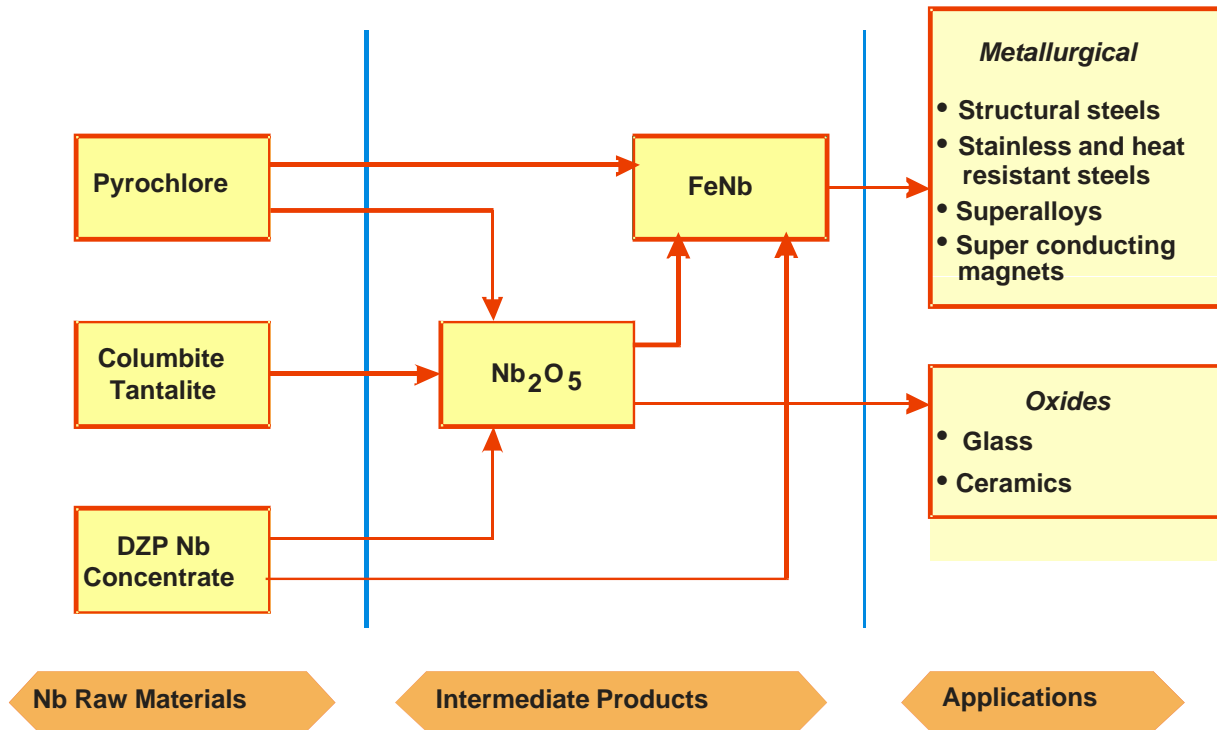 Pyrochlore
Columbite
Tantalite
DZP Nb
Concentrate
FeNb
Nb2O5
Metallurgical
• Structural steels
• Stainless and heat
resistant steels
• Superalloys
• Super conducting
magnets
Oxides
• Glass
• Ceramics
Nb Raw Materials
Intermediate Products
Applications